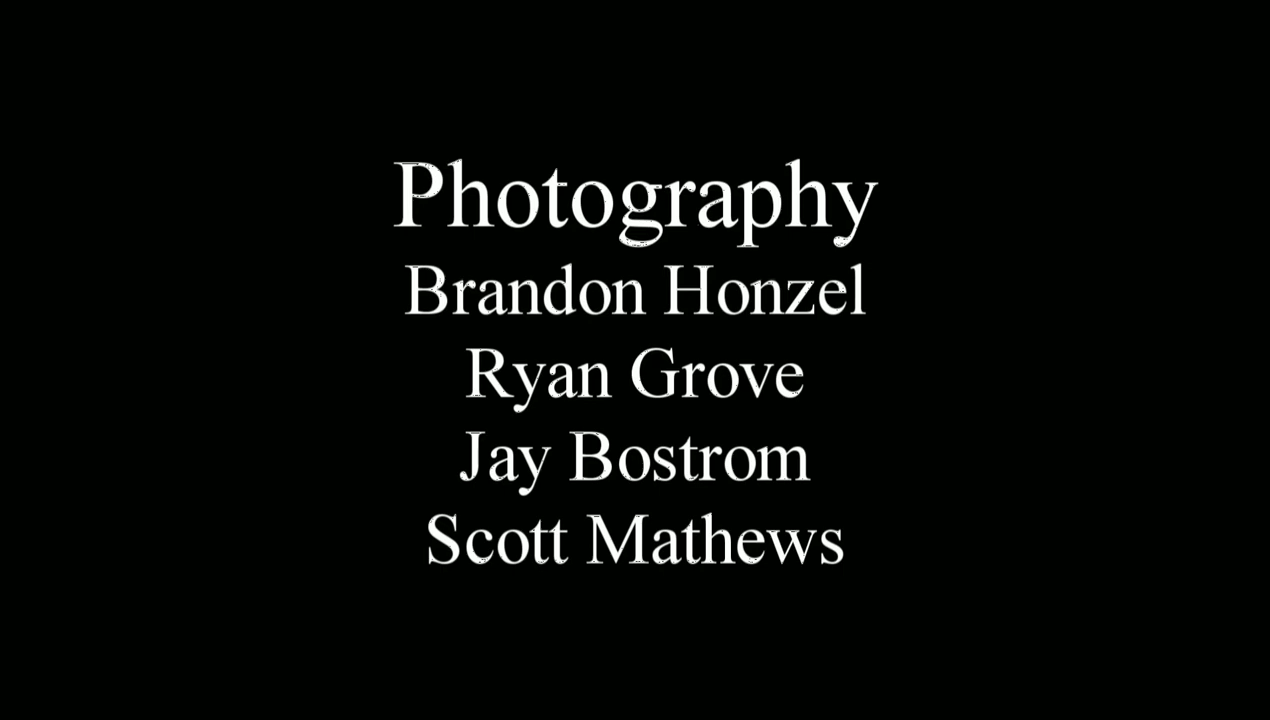 Photography
Brandon Honzel
Ryan Grove
Jay Bostrom
Scott Mathews